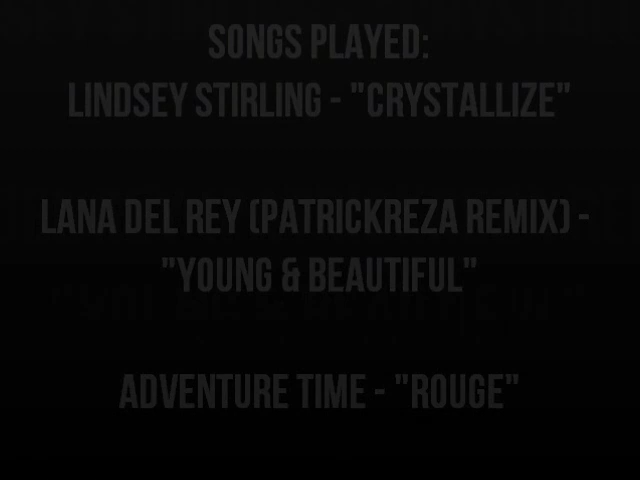 SONGS PLAYED:
LINDSEY STIRLING - "CRYSTALLIZE"
LANA DEL REY (PATRICKREZA REMIX) -
"YOUNG & BEAUTIFUL"
ADVENTURE TIME - "ROUGE"